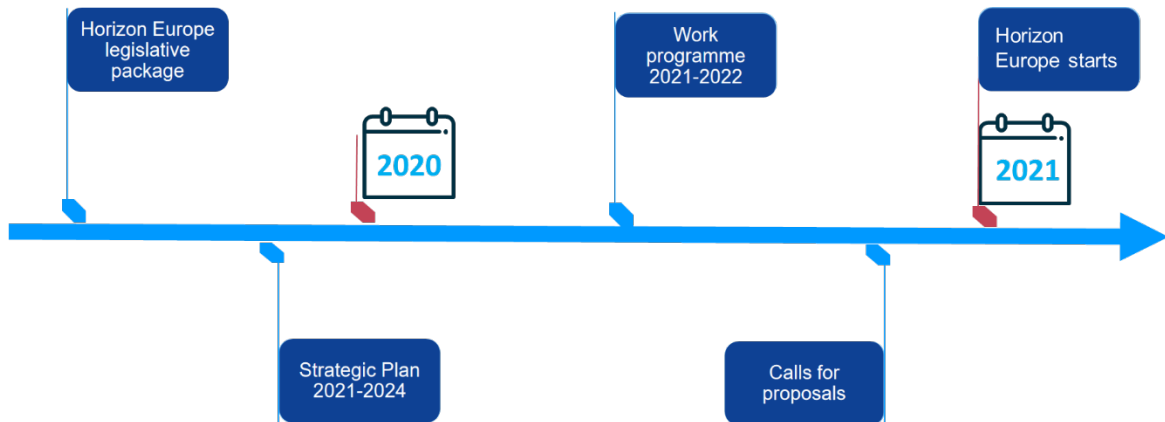 Horizon Europe
legislative
package
Work
programme
2021-2022
Horizon
Europe starts
2020
2021
Strategic Plan
2021-2024
Calls for
proposals